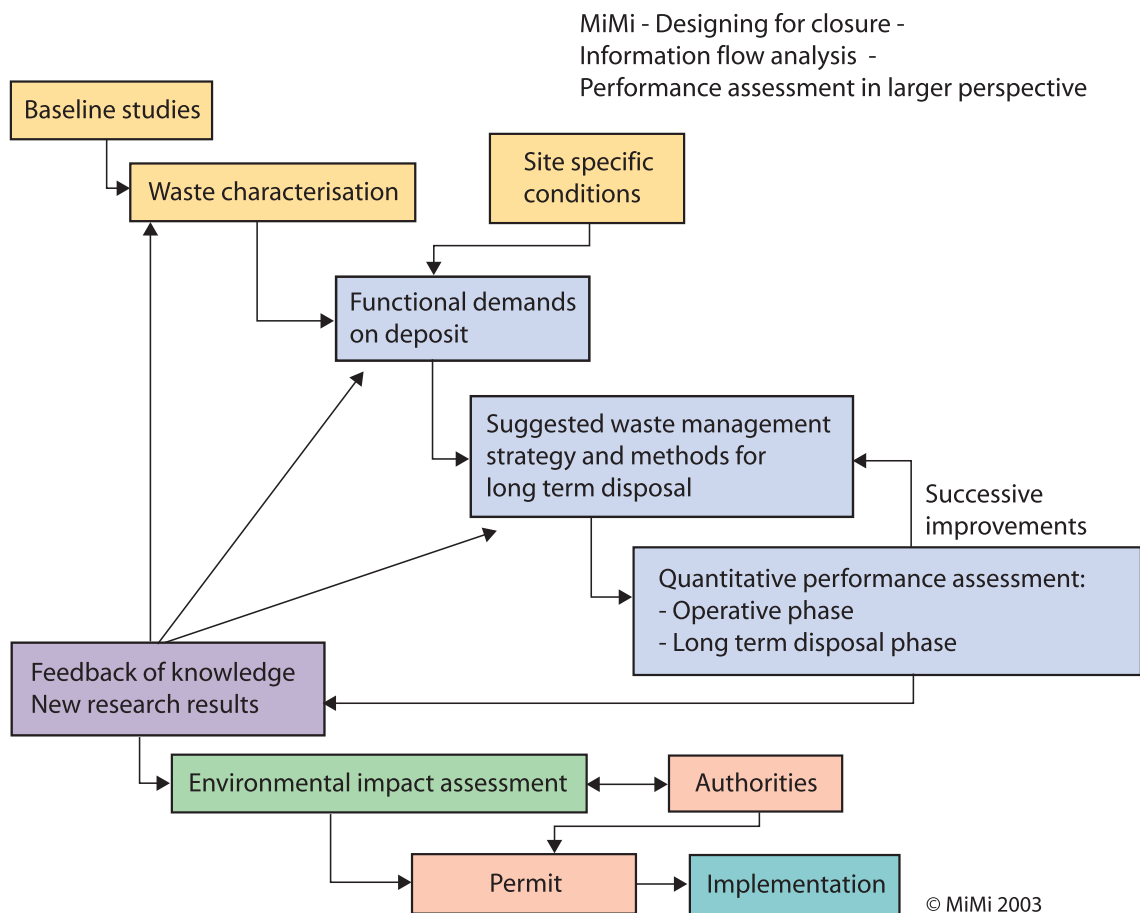 MiMi - Designing for closure -
Information flow analysis  -
Performance assessment in larger perspective
Baseline studies
Waste characterisation
Site specific
conditions
Functional demands
on deposit
Suggested waste management
strategy and methods for
long term disposal
Successive
improvements
Quantitative performance assessment:
- Operative phase
- Long term disposal phase
Feedback of knowledge
New research results
Environmental impact assessment
Authorities
Permit
Implementation
© MiMi 2003